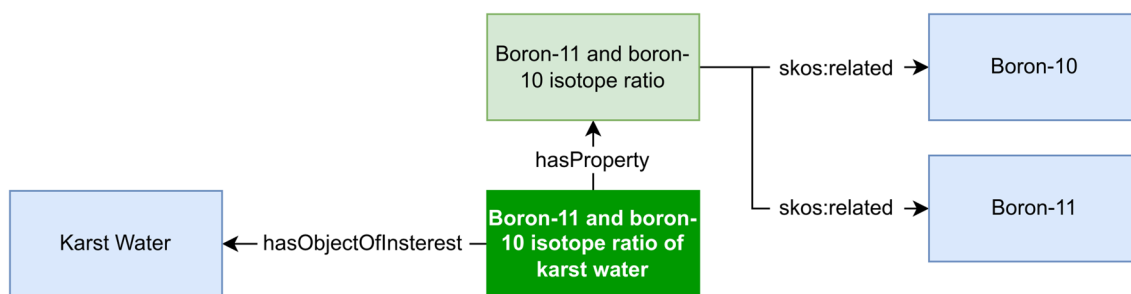 Boron-11 and boron-
10 isotope ratio
skos:related
Boron-10
hasProperty
Karst Water
hasObjectOfInsterest
Boron-11 and boron-
10 isotope ratio of
karst water
skos:related
Boron-11